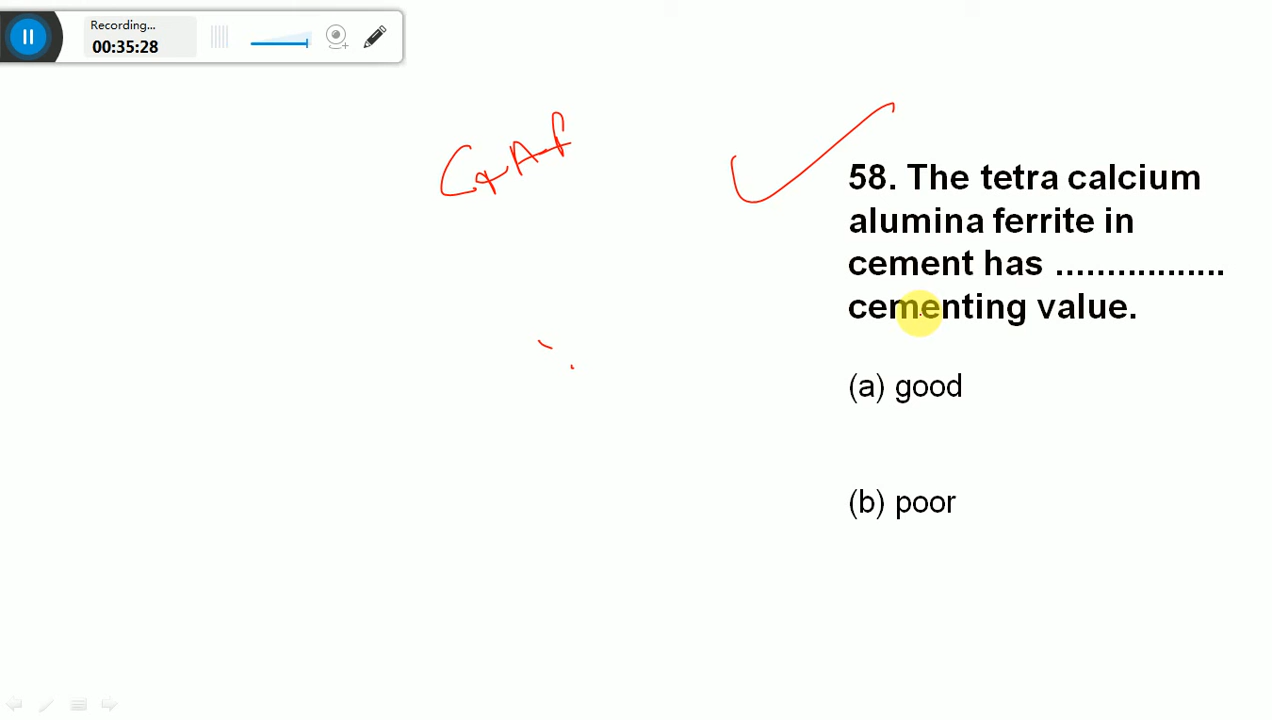 Recording...
00:35:28
C4AF
58. The tetra calcium
alumina ferrite in
cement has .................
cementing value.
(a) good
(b) poor